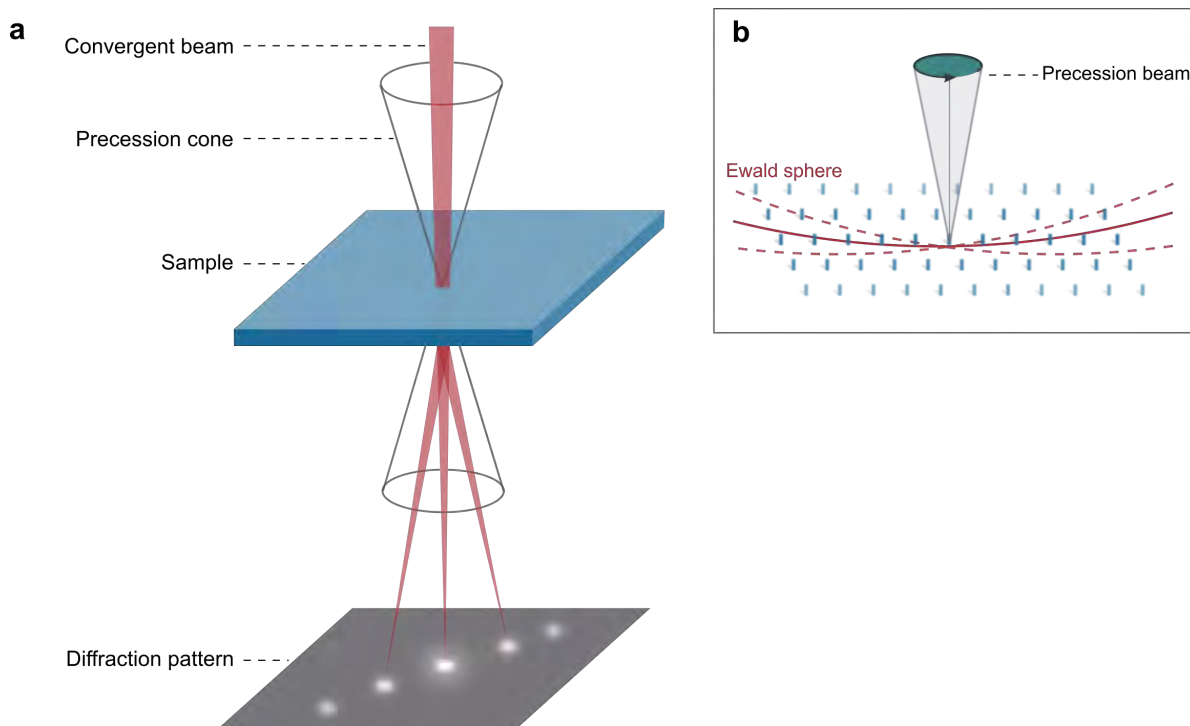 a
Convergent beam
Precession cone
Sample
Diffraction pattern
b
Precession beam
Ewald sphere